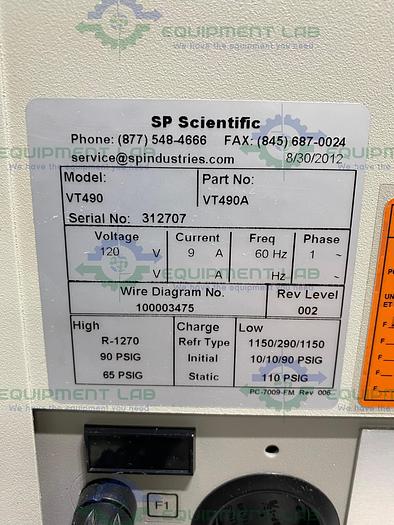 EQUIPMENT LAB
We have the equipment you need
SP Scientific
Phone: (877) 548-4666 FAX: (845) 687-0024
service@spindustries.com 8/30/2012
Model: Part No:
VT490 VT490A
Serial No: 312707
Voltage Current Freq Phase
120 V 9 A 60 Hz 1 ~
V A Hz ~
Wire Diagram No. Rev Level
100003475 002
High Charge Low
R-1270 Refr Type 1150/290/1150
90 PSIG Initial 10/10/90 PSIG
65 PSIG Static 110 PSIG
PC-7009-FM Rev 006
F1